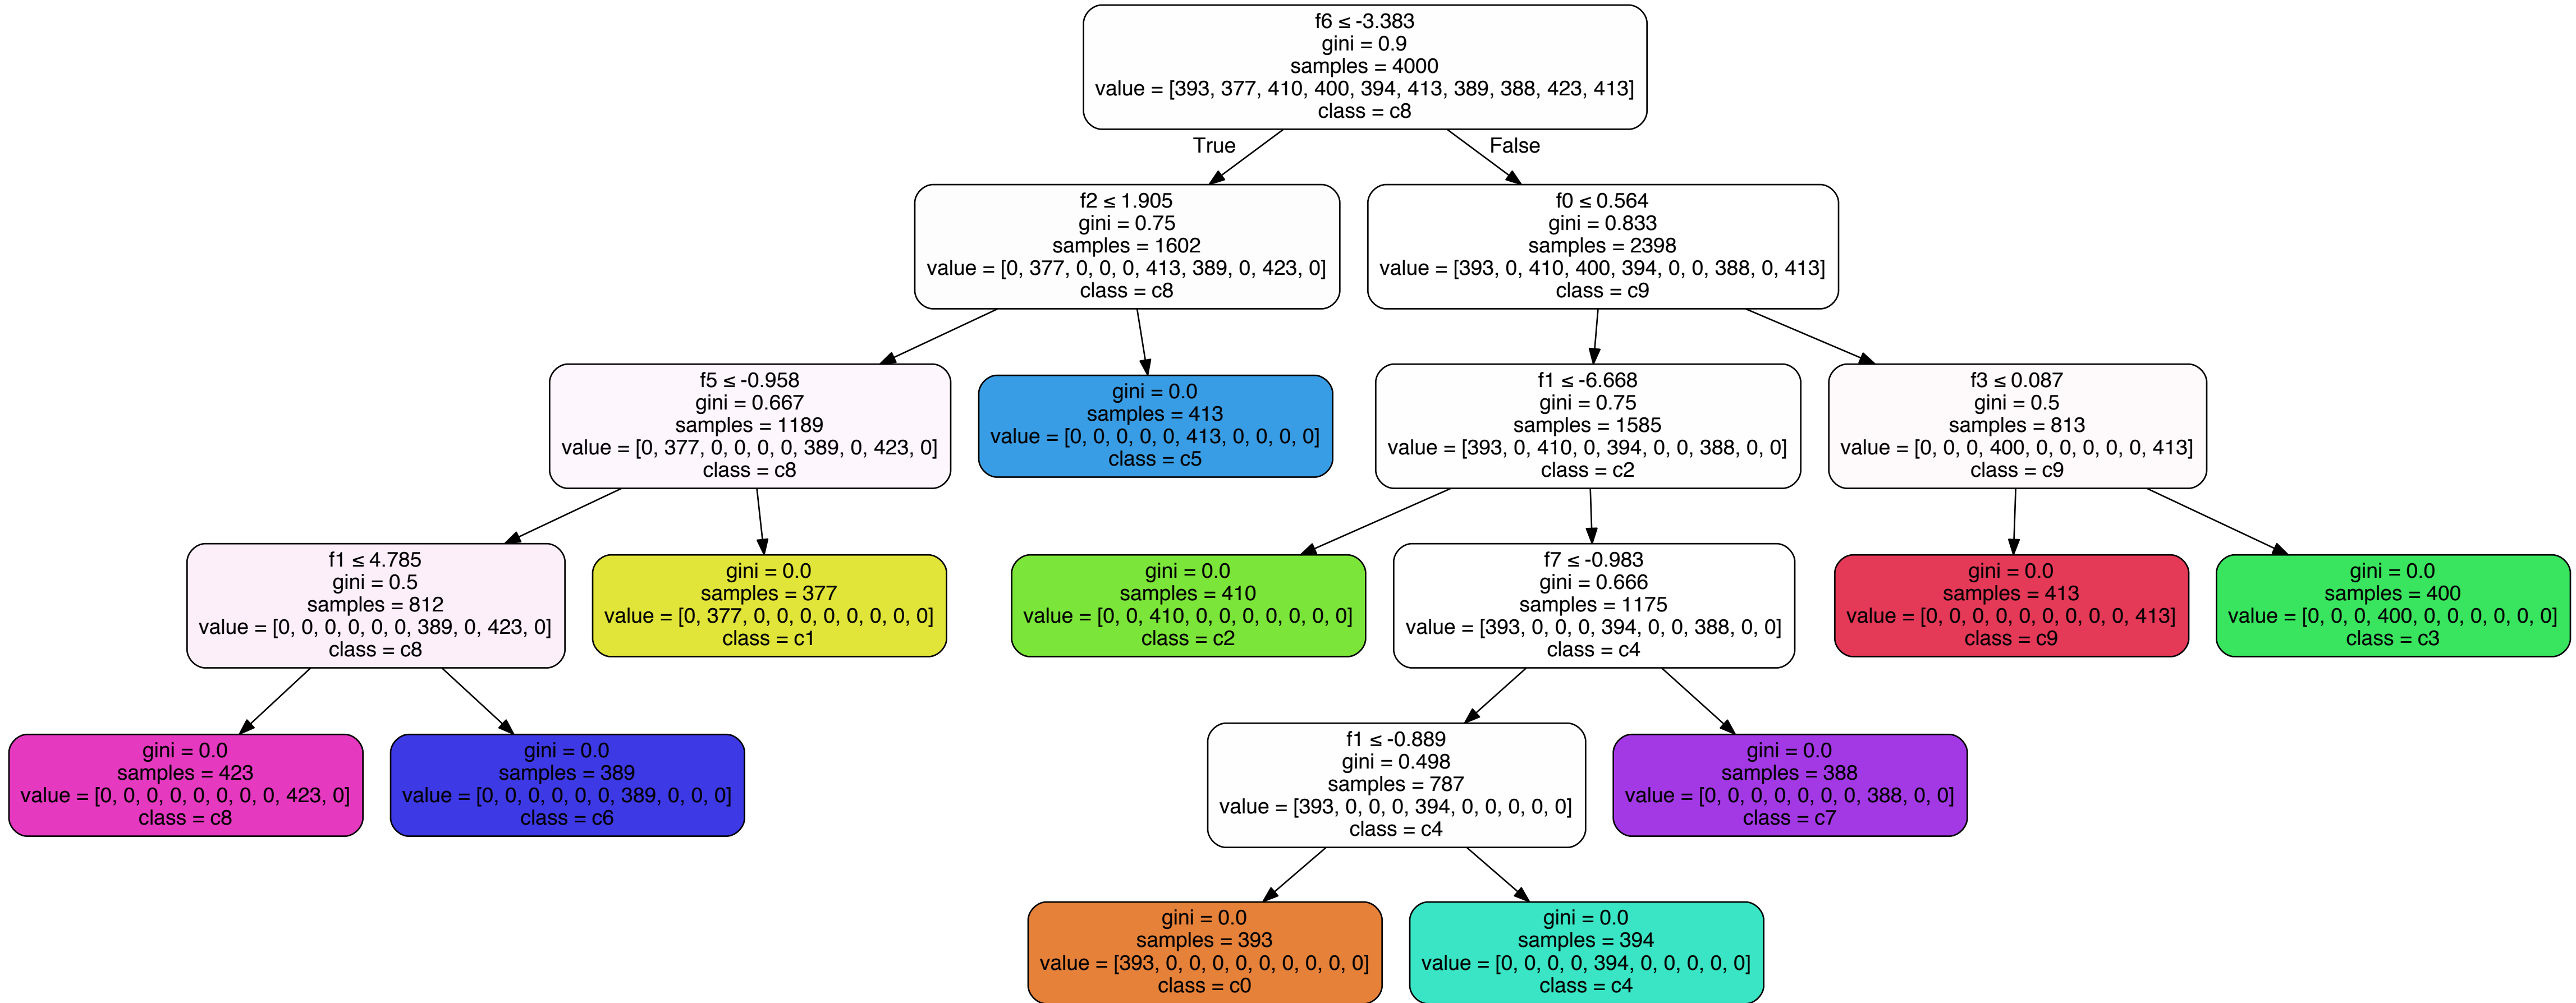 f6 ≤ -3.383
gini = 0.9
samples = 4000
value = [393, 377, 410, 400, 394, 413, 389, 388, 423, 413]
class = c8
True
False
f2 ≤ 1.905
gini = 0.75
samples = 1602
value = [0, 377, 0, 0, 0, 413, 389, 0, 423, 0]
class = c8
f0 ≤ 0.564
gini = 0.833
samples = 2398
value = [393, 0, 410, 400, 394, 0, 0, 388, 0, 413]
class = c9
f5 ≤ -0.958
gini = 0.667
samples = 1189
value = [0, 377, 0, 0, 0, 0, 389, 0, 423, 0]
class = c8
gini = 0.0
samples = 413
value = [0, 0, 0, 0, 0, 413, 0, 0, 0, 0]
class = c5
f1 ≤ -6.668
gini = 0.75
samples = 1585
value = [393, 0, 410, 0, 394, 0, 0, 388, 0, 0]
class = c2
f3 ≤ 0.087
gini = 0.5
samples = 813
value = [0, 0, 0, 400, 0, 0, 0, 0, 0, 413]
class = c9
f1 ≤ 4.785
gini = 0.5
samples = 812
value = [0, 0, 0, 0, 0, 0, 389, 0, 423, 0]
class = c8
gini = 0.0
samples = 377
value = [0, 377, 0, 0, 0, 0, 0, 0, 0, 0]
class = c1
gini = 0.0
samples = 410
value = [0, 0, 410, 0, 0, 0, 0, 0, 0, 0]
class = c2
f7 ≤ -0.983
gini = 0.666
samples = 1175
value = [393, 0, 0, 0, 394, 0, 0, 388, 0, 0]
class = c4
gini = 0.0
samples = 413
value = [0, 0, 0, 0, 0, 0, 0, 0, 0, 413]
class = c9
gini = 0.0
samples = 400
value = [0, 0, 0, 400, 0, 0, 0, 0, 0, 0]
class = c3
gini = 0.0
samples = 423
value = [0, 0, 0, 0, 0, 0, 0, 0, 423, 0]
class = c8
gini = 0.0
samples = 389
value = [0, 0, 0, 0, 0, 0, 389, 0, 0, 0]
class = c6
f1 ≤ -0.889
gini = 0.498
samples = 787
value = [393, 0, 0, 0, 394, 0, 0, 0, 0, 0]
class = c4
gini = 0.0
samples = 388
value = [0, 0, 0, 0, 0, 0, 0, 388, 0, 0]
class = c7
gini = 0.0
samples = 393
value = [393, 0, 0, 0, 0, 0, 0, 0, 0, 0]
class = c0
gini = 0.0
samples = 394
value = [0, 0, 0, 0, 394, 0, 0, 0, 0, 0]
class = c4